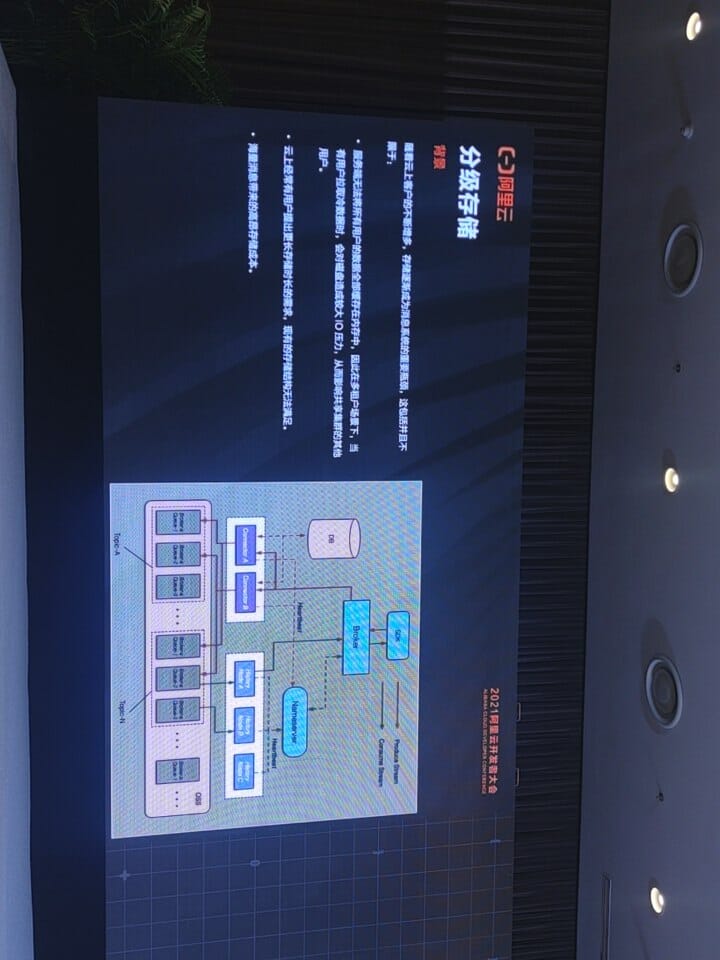 阿里云
2021阿里云开发者大会
ALIBABA CLOUD DEVELOPER CONFERENCE
分级存储
背景
随着云上客户的不断增多，存储逐渐成为消息系统的重要瓶颈，这包括并且不
限于：
• 服务端无法将所有用户的数据全部缓存在内存中，因此在多租户场景下，当
有用户拉取冷数据时，会对磁盘造成较大 IO 压力，从而影响共享集群的其他
用户。
• 云上经常有用户提出更长存储时长的需求，现有的存储结构无法满足。
• 海量消息带来的高昂存储成本。
SDK
Produce Stream
Consume Stream
Broker
DB
Heartbeat
Nameserver
Heartbeat
Connector A
Connector B
History
Node A
History
Node B
History
Node C
OSS
Topic-A
Topic-N